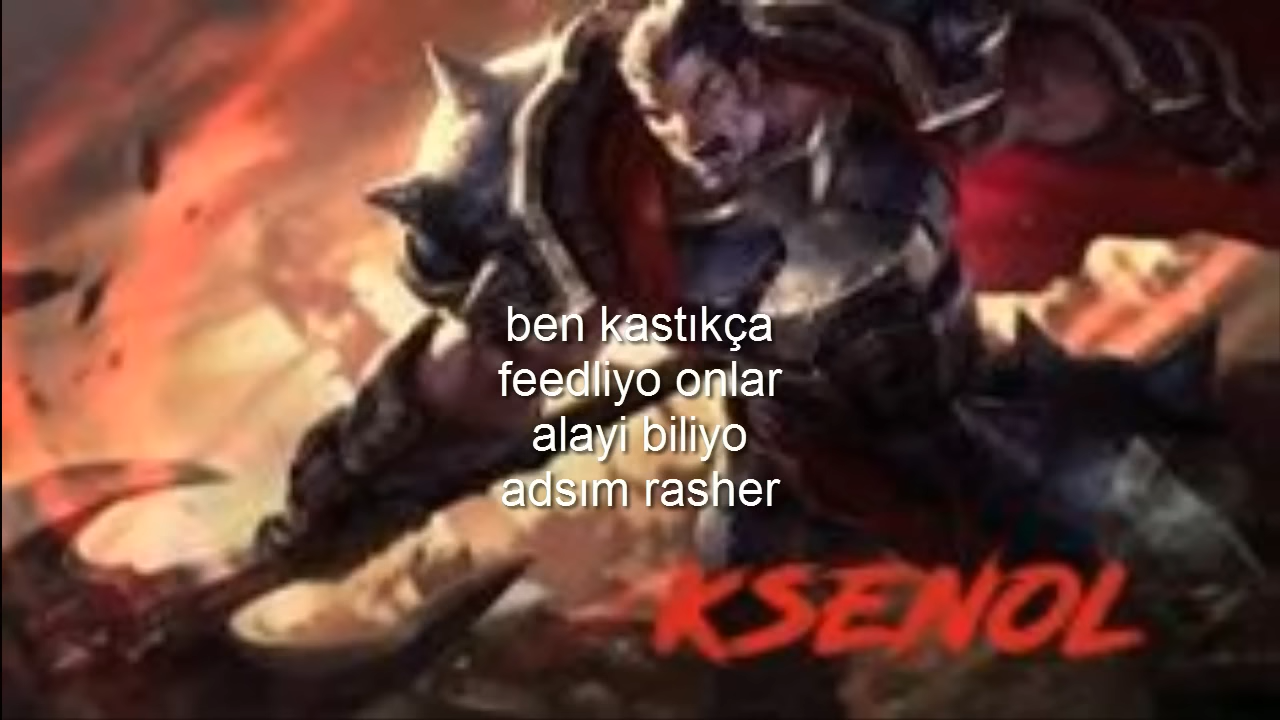 ben kastıkça
feedliyo onlar
alayi biliyo
adsım rasher
KSENOL